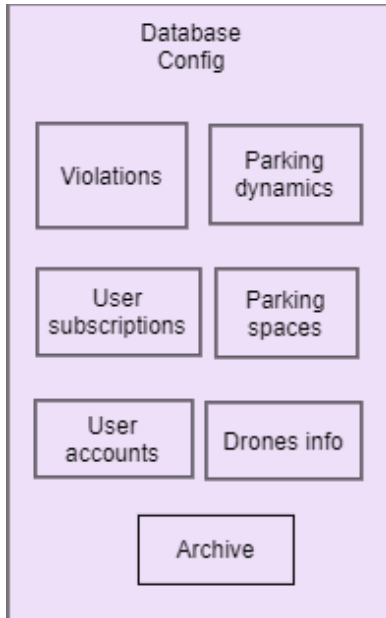 Database
Config
Violations
Parking
dynamics
User
subscriptions
Parking
spaces
User
accounts
Drones info
Archive